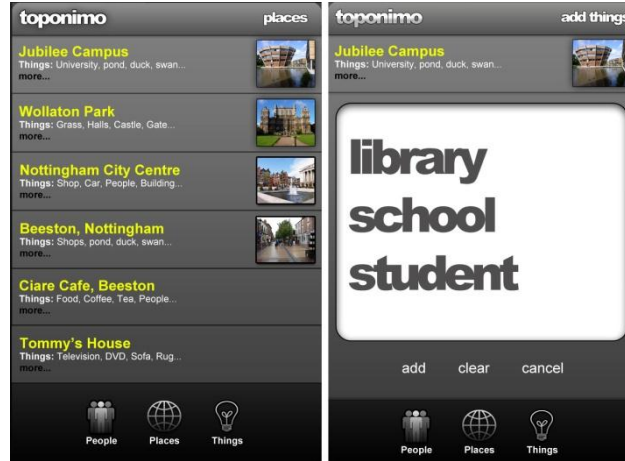 toponimo places
Jubilee Campus
Things: University, pond, duck, swan...
more...
Wollaton Park
Things: Grass, Halls, Castle, Gate...
more...
Nottingham City Centre
Things: Shop, Car, People, Building...
more...
Beeston, Nottingham
Things: Shops, pond, duck, swan...
more...
Ciare Cafe, Beeston
Things: Food, Coffee, Tea, People...
more...
Tommy's House
Things: Television, DVD, Sofa, Rug...
more...
People Places Things
toponimo add things
Jubilee Campus
Things: University, pond, duck, swan...
more...
library
school
student
add clear cancel
People Places Things